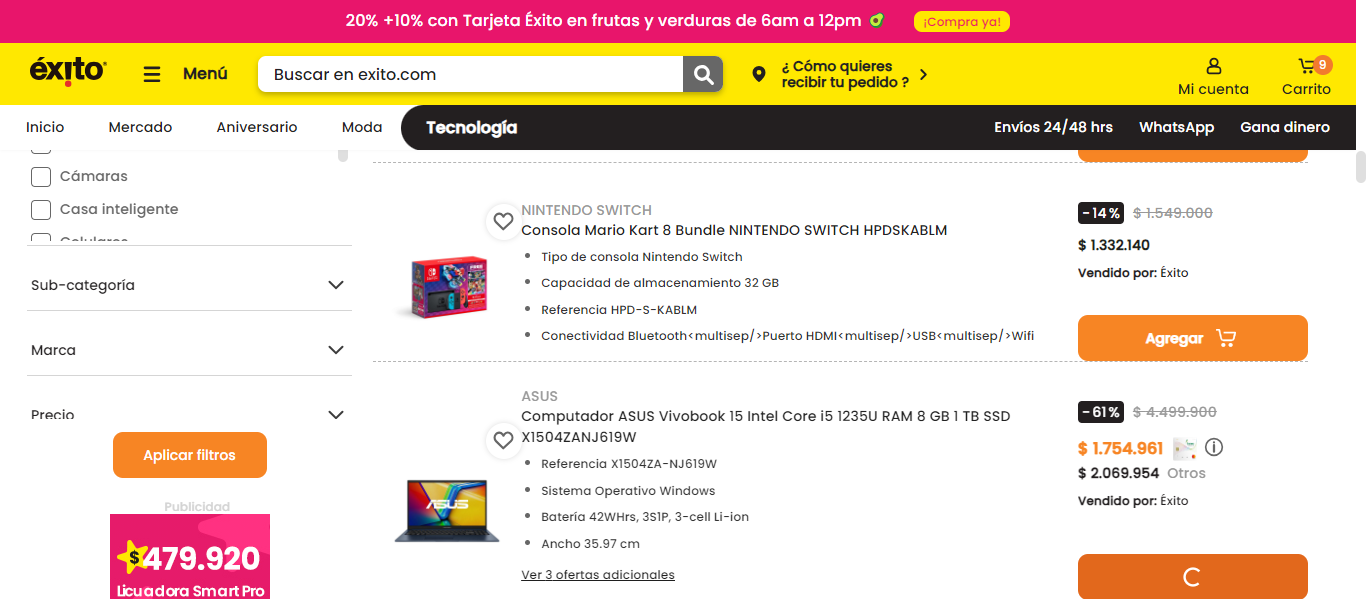 20% +10% con Tarjeta Éxito en frutas y verduras de 6am a 12pm
¡Compra ya!
éxito
Menú
Buscar en exito.com
¿ Cómo quieres
recibir tu pedido ?
Mi cuenta
9
Carrito
Inicio
Mercado
Aniversario
Moda
Tecnología
Envíos 24/48 hrs
WhatsApp
Gana dinero
Cámaras
Casa inteligente
Celulares
Sub-categoría
Marca
Precio
Aplicar filtros
Publicidad
$479.920
Licuadora Smart Pro
NINTENDO SWITCH
Consola Mario Kart 8 Bundle NINTENDO SWITCH HPDSKABLM
Tipo de consola Nintendo Switch
Capacidad de almacenamiento 32 GB
Referencia HPD-S-KABLM
Conectividad Bluetooth<multisep/>Puerto HDMI<multisep/>USB<multisep/>Wifi
-14%
$ 1.549.000
$ 1.332.140
Vendido por: Éxito
Agregar
ASUS
Computador ASUS Vivobook 15 Intel Core i5 1235U RAM 8 GB 1 TB SSD
X1504ZANJ619W
Referencia X1504ZA-NJ619W
Sistema Operativo Windows
Batería 42WHrs, 3S1P, 3-cell Li-ion
Ancho 35.97 cm
Ver 3 ofertas adicionales
ASUS
-61%
$ 4.499.900
$ 1.754.961
$ 2.069.954 Otros
Vendido por: Éxito